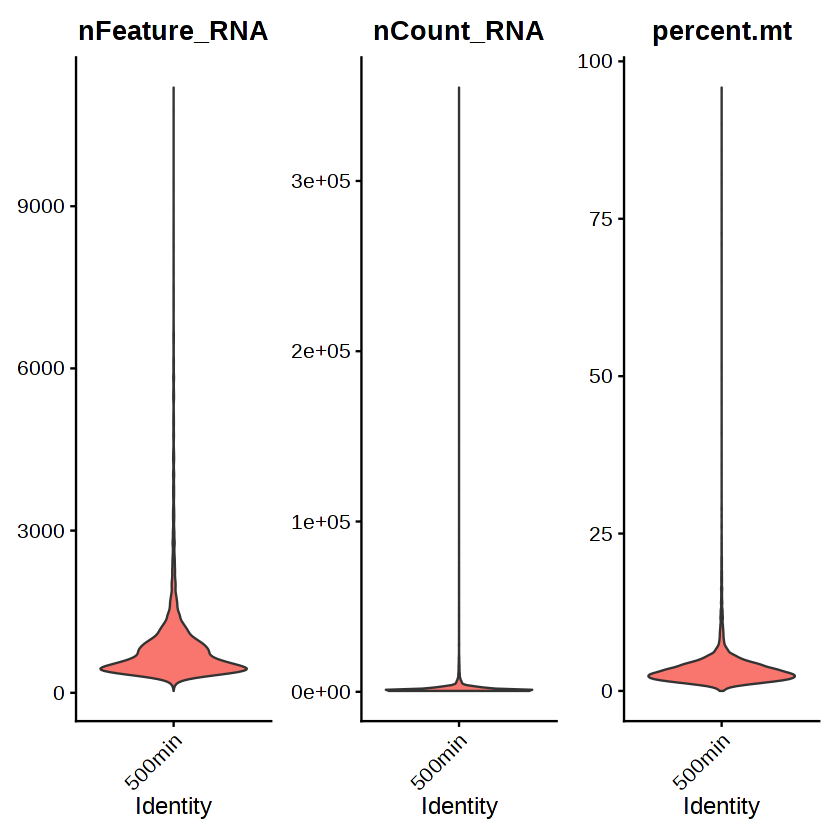 nFeature_RNA
9000
6000
3000
0
500min
Identity
nCount_RNA
3e+05
2e+05
1e+05
0e+00
500min
Identity
percent.mt
100
75
50
25
0
500min
Identity